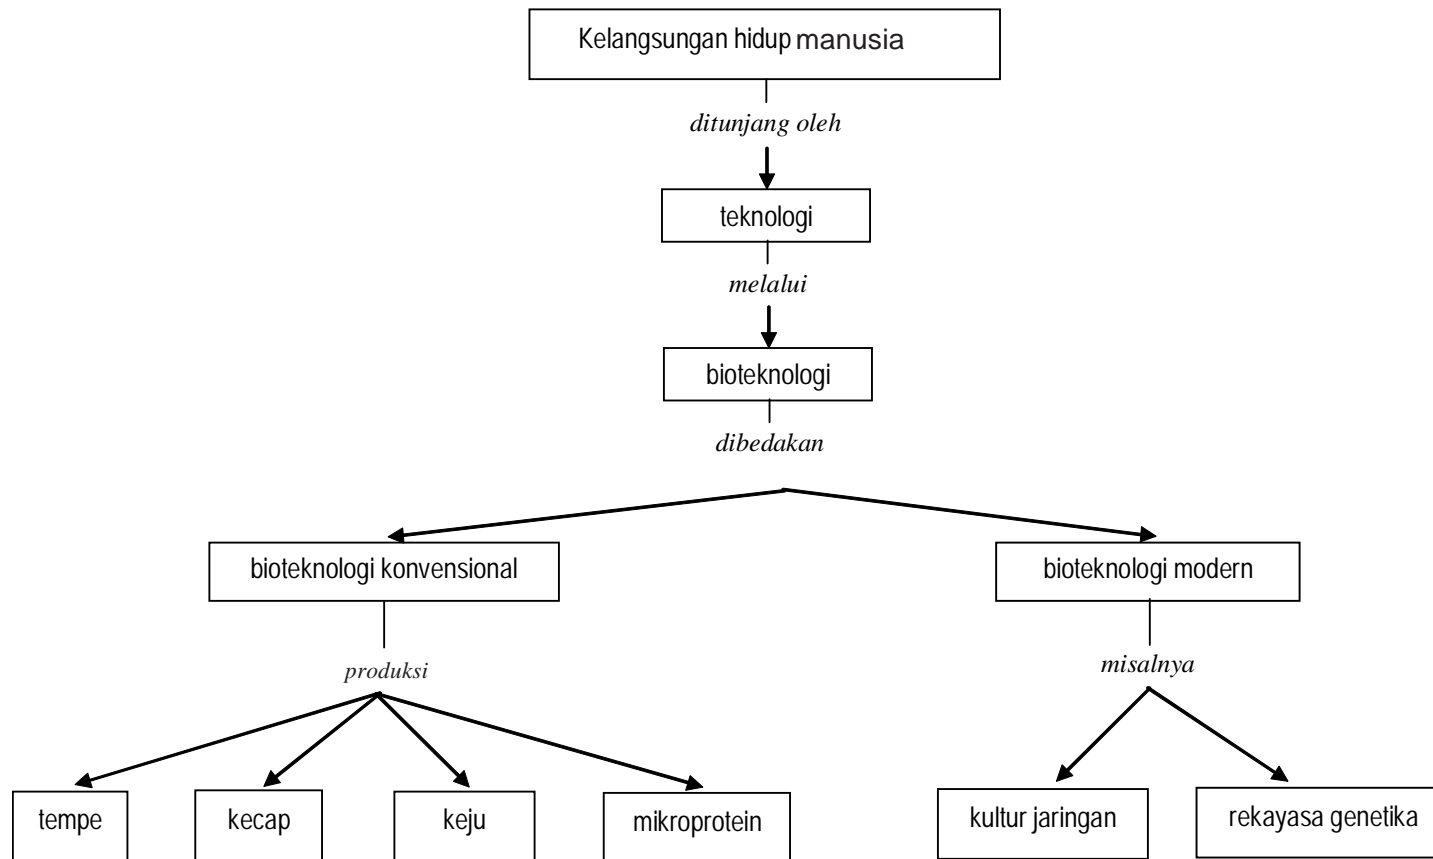 Kelangsungan hidup manusia
ditunjang oleh
teknologi
melalui
bioteknologi
dibedakan
bioteknologi konvensional
bioteknologi modern
produksi
misalnya
tempe
kecap
keju
mikroprotein
kultur jaringan
rekayasa genetika